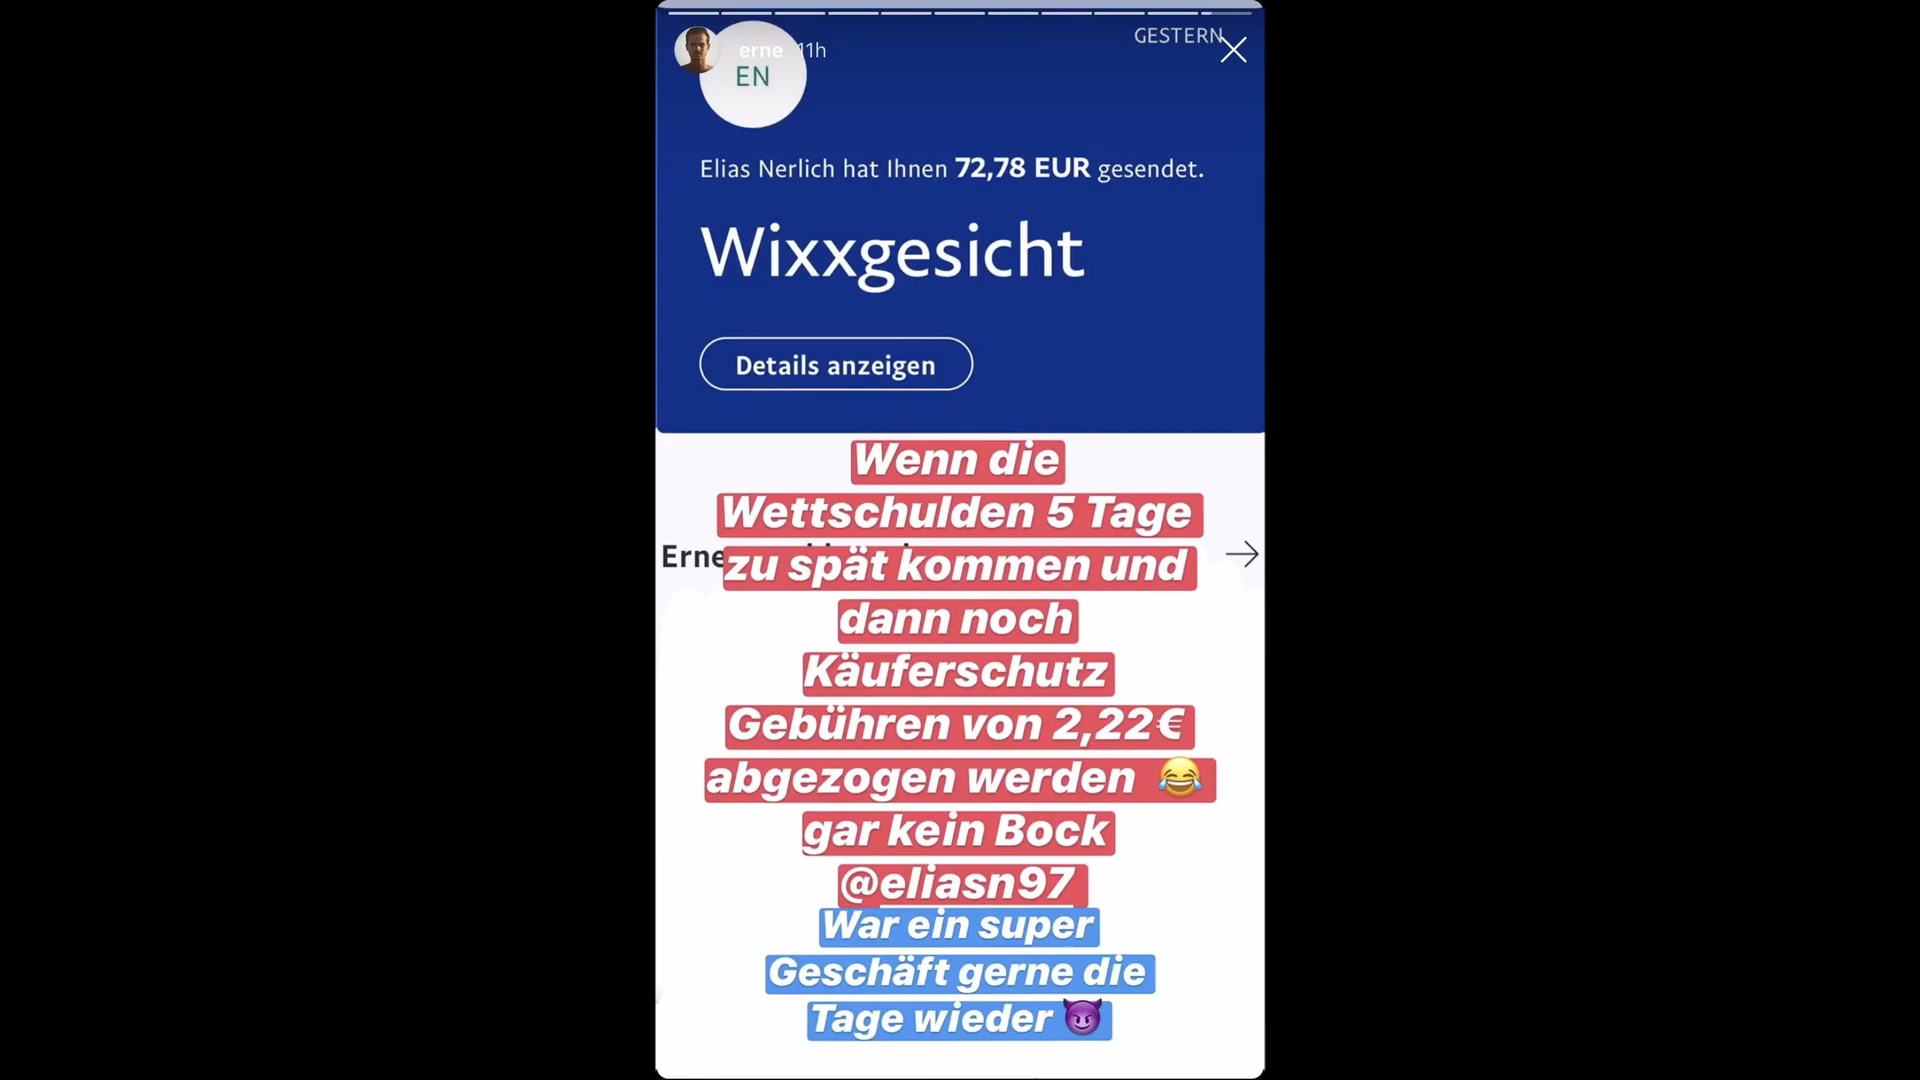 GESTERN
erne 11h
EN
Elias Nerlich hat Ihnen 72,78 EUR gesendet.
Wixxgesicht
Details anzeigen
Wenn die
Wettschulden 5 Tage
Erne
zu spät kommen und
dann noch
Käuferschutz
Gebühren von 2,22€
abgezogen werden 😂
gar kein Bock
@eliasn97
War ein super
Geschäft gerne die
Tage wieder 😈